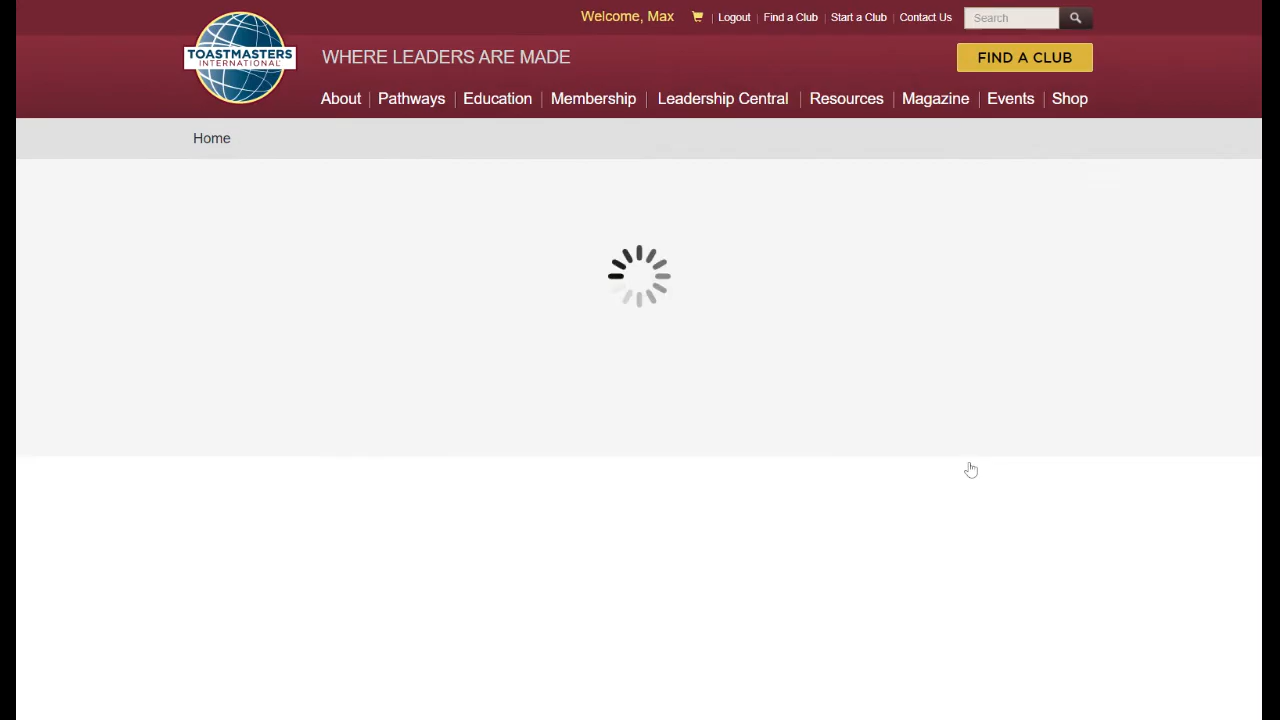 Welcome, Max | Logout | Find a Club | Start a Club | Contact Us Search
TOASTMASTERS
INTERNATIONAL
WHERE LEADERS ARE MADE
FIND A CLUB
About | Pathways | Education | Membership | Leadership Central | Resources | Magazine | Events | Shop
Home